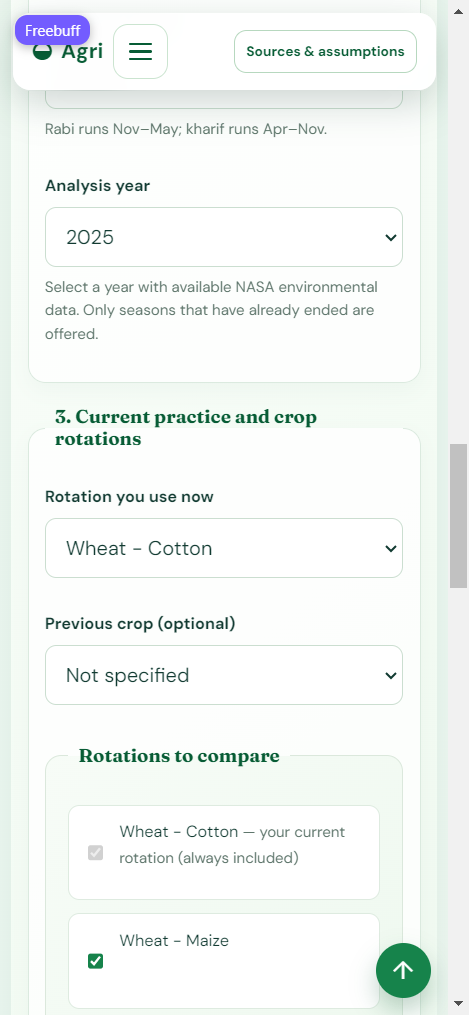 Freebuff
Agri
Sources & assumptions
Rabi runs Nov–May; kharif runs Apr–Nov.
Analysis year
2025
Select a year with available NASA environmental
data. Only seasons that have already ended are
offered.
3. Current practice and crop
rotations
Rotation you use now
Wheat - Cotton
Previous crop (optional)
Not specified
Rotations to compare
Wheat - Cotton — your current
rotation (always included)
Wheat - Maize